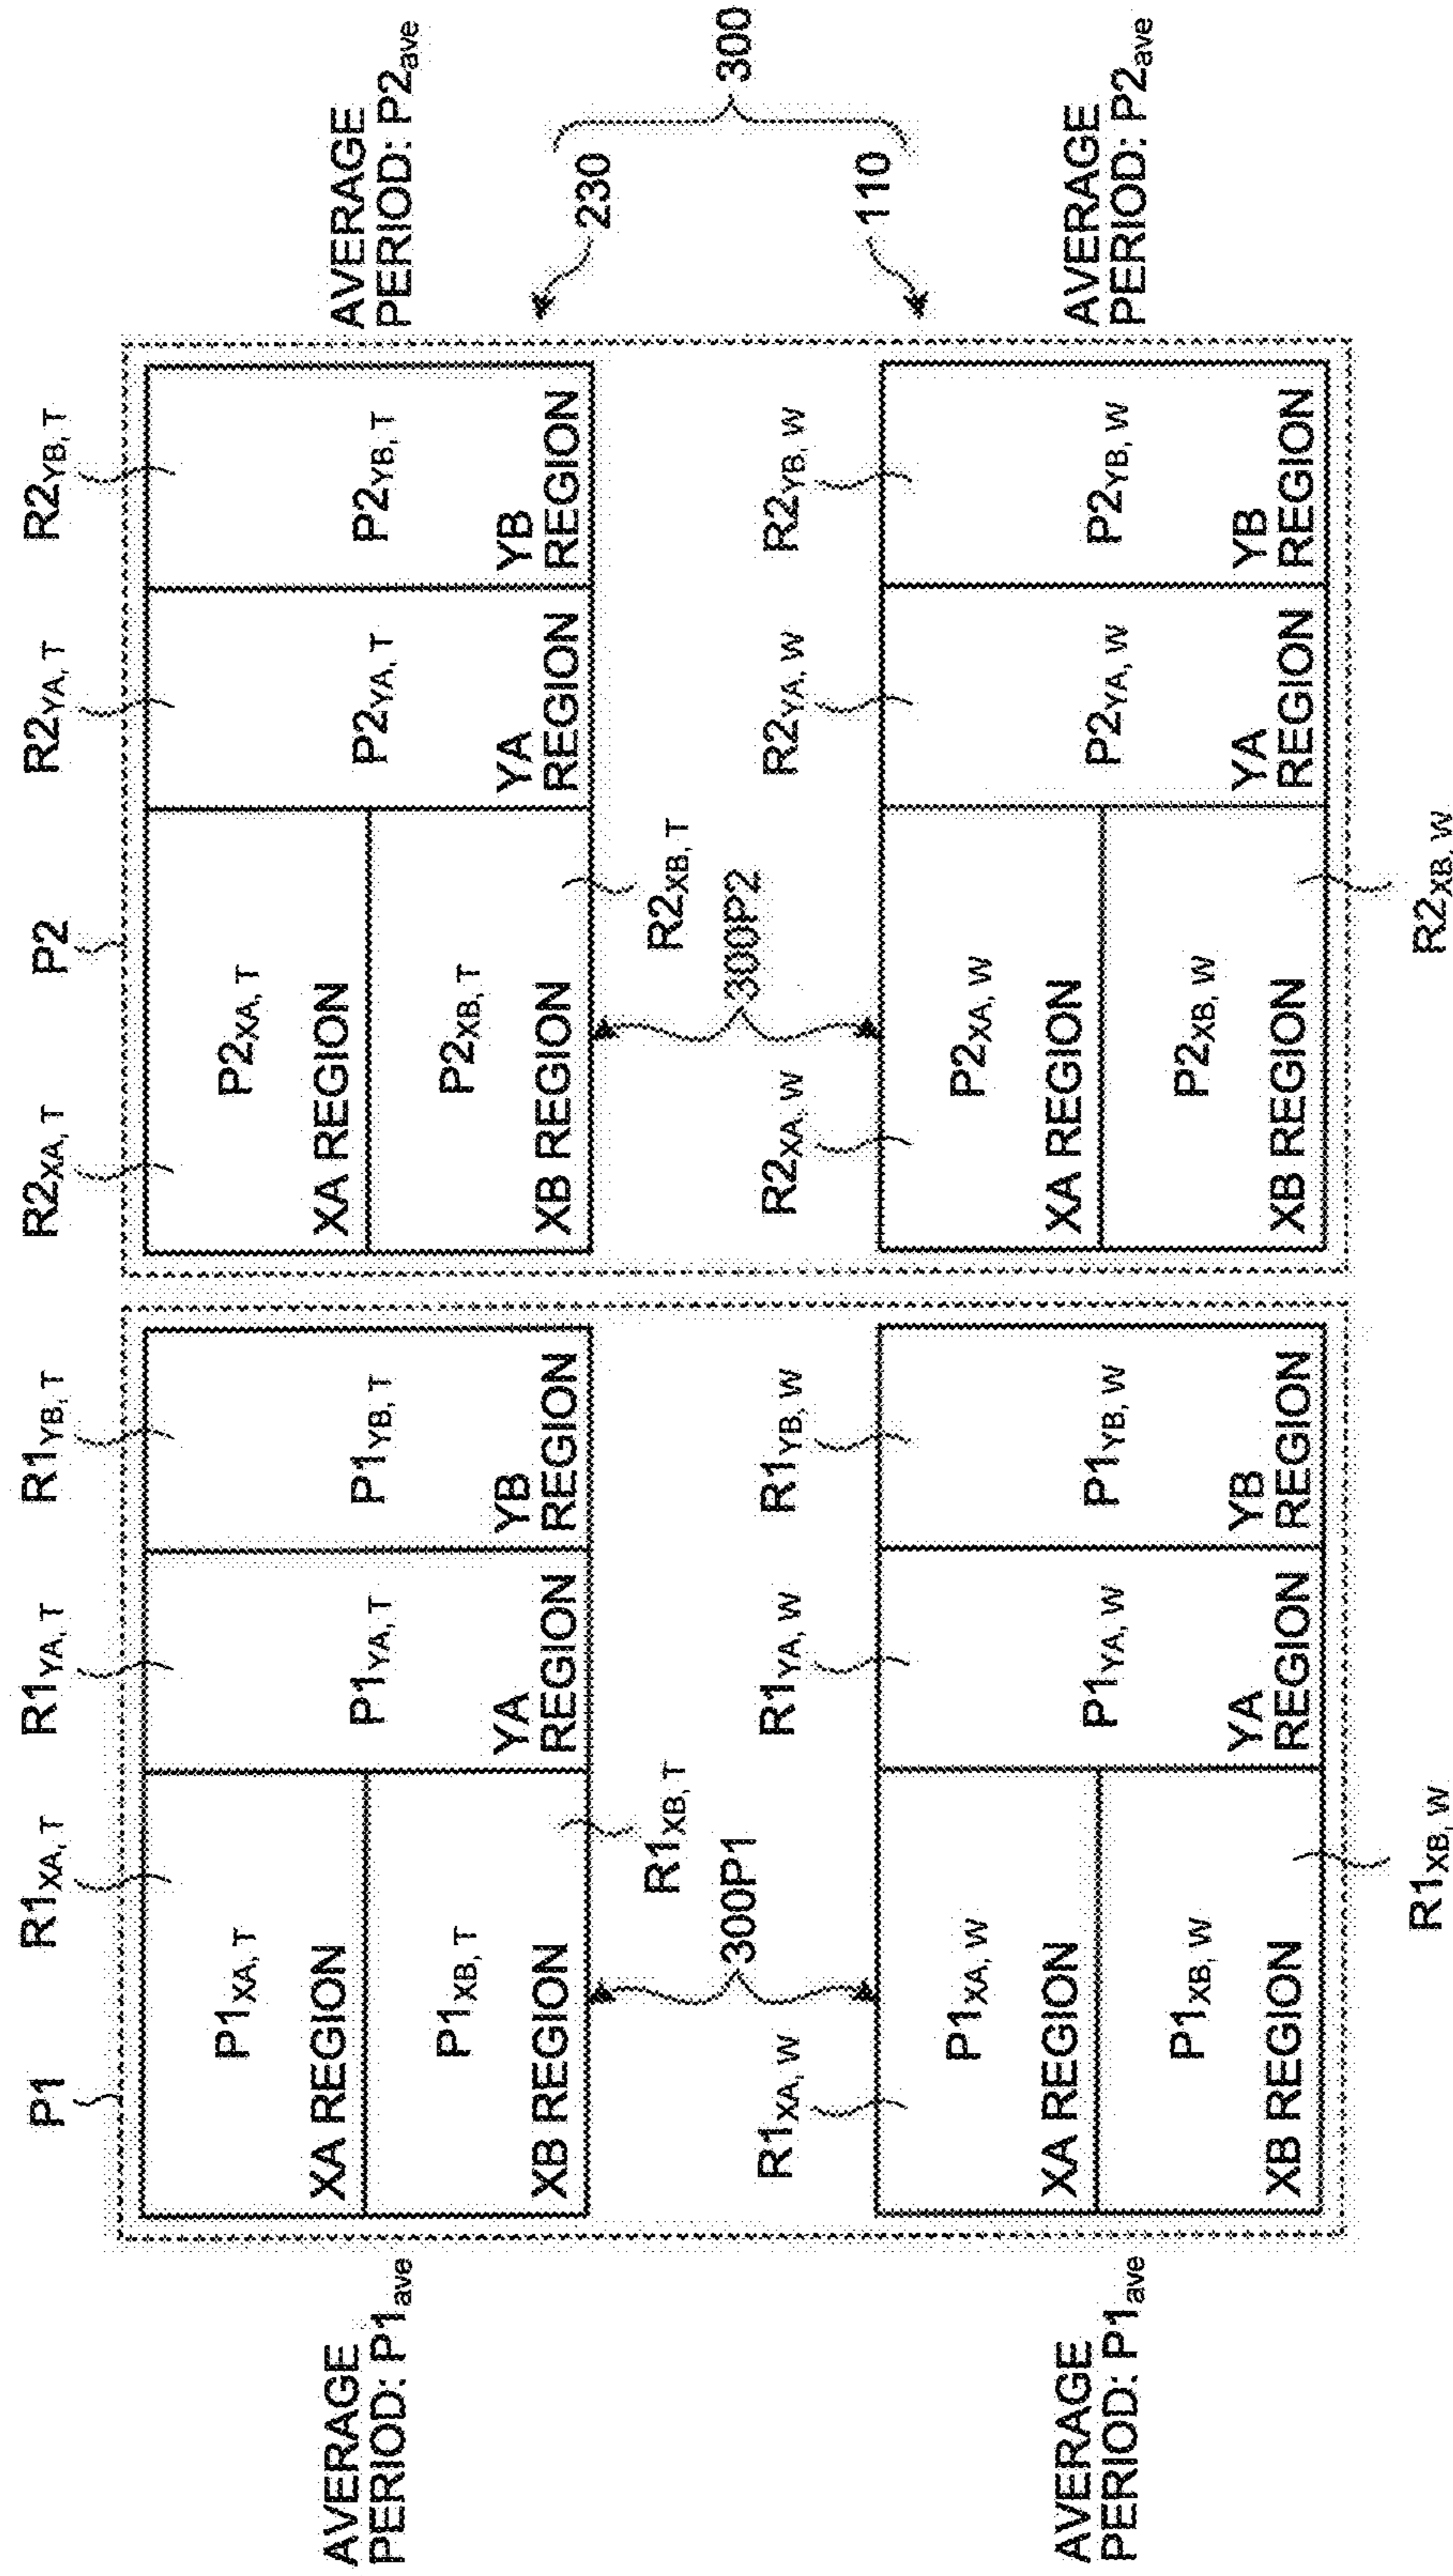 P1
R1XA, T
R1YA, T
R1YB, T
R2XA, T
P2
R2YA, T
R2YB, T
AVERAGE
PERIOD: P1ave
P1XA, T
XA REGION
P1XB, T
XB REGION
P1YA, T
YA
REGION
P1YB, T
YB
REGION
P2XA, T
XA REGION
P2XB, T
XB REGION
P2YA, T
YA
REGION
P2YB, T
YB
REGION
AVERAGE
PERIOD: P2ave
230
R1XB, T
R2XB, T
300P1
300P2
300
R1XA, W
R1YA, W
R1YB, W
R2XA, W
R2YA, W
R2YB, W
110
AVERAGE
PERIOD: P1ave
P1XA, W
XA REGION
P1XB, W
XB REGION
P1YA, W
YA
REGION
P1YB, W
YB
REGION
P2XA, W
XA REGION
P2XB, W
XB REGION
P2YA, W
YA
REGION
P2YB, W
YB
REGION
AVERAGE
PERIOD: P2ave
R1XB, W
R2XB, W